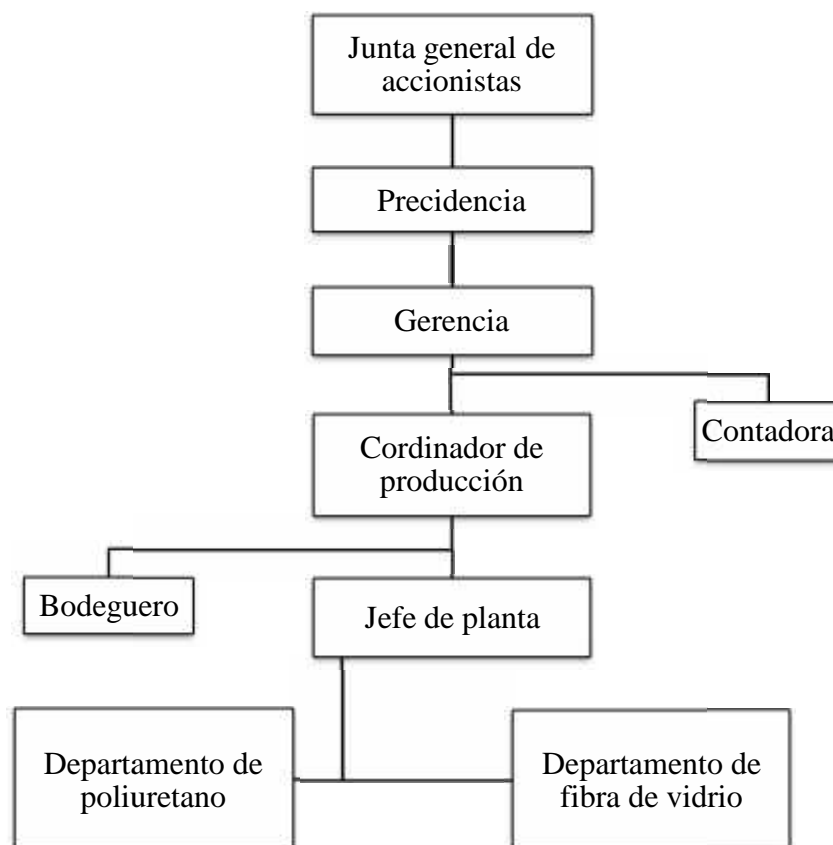 Junta general de
accionistas
Precidencia
Gerencia
Contadora
Cordinador de
producción
Bodeguero
Jefe de planta
Departamento de
poliuretano
Departamento de
fibra de vidrio